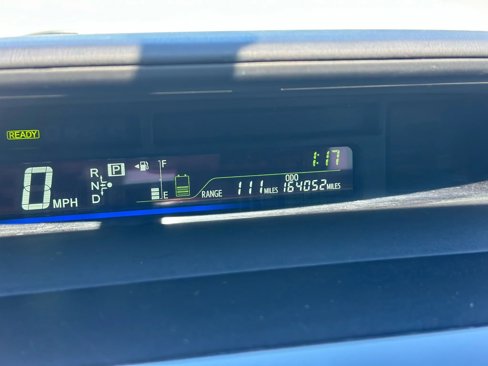 READY
1:17
R P F
ODO
0 MPH N E RANGE 111 MILES 164052 MILES
D